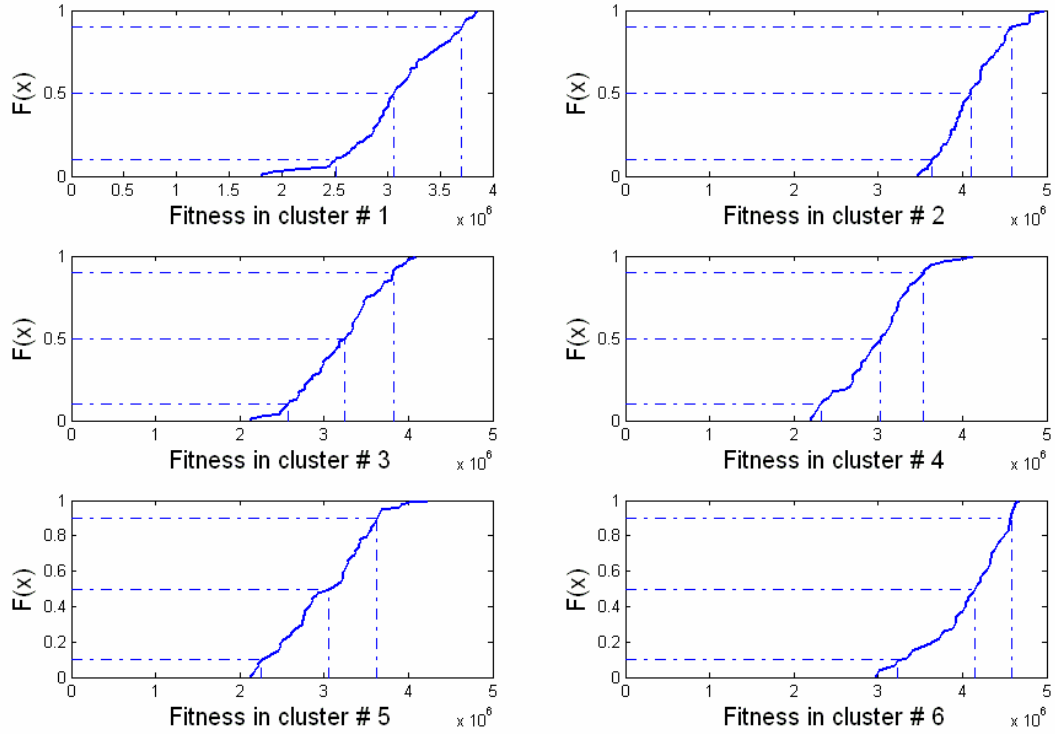 1
0.5
0
F(x)
0 0.5 1 1.5 2 2.5 3 3.5 4
Fitness in cluster # 1
x 10^6
1
0.5
0
F(x)
0 1 2 3 4 5
Fitness in cluster # 2
x 10^6
1
0.5
0
F(x)
0 1 2 3 4 5
Fitness in cluster # 3
x 10^6
1
0.5
0
F(x)
0 1 2 3 4 5
Fitness in cluster # 4
x 10^6
1
0.8
0.6
0.4
0.2
0
F(x)
0 1 2 3 4 5
Fitness in cluster # 5
x 10^6
1
0.8
0.6
0.4
0.2
0
F(x)
0 1 2 3 4 5
Fitness in cluster # 6
x 10^6